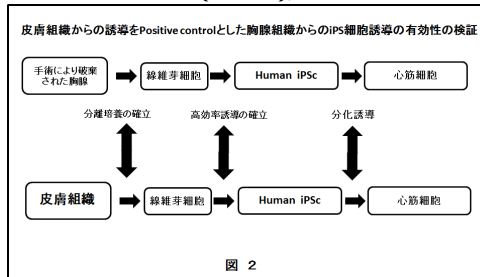 皮膚組織からの誘導をPositive controlとした胸腺組織からのiPS細胞誘導の有効性の検証
手術により破棄
された胸腺
線維芽細胞
Human iPSc
心筋細胞
分離培養の確立
高効率誘導の確立
分化誘導
皮膚組織
線維芽細胞
Human iPSc
心筋細胞
図 2